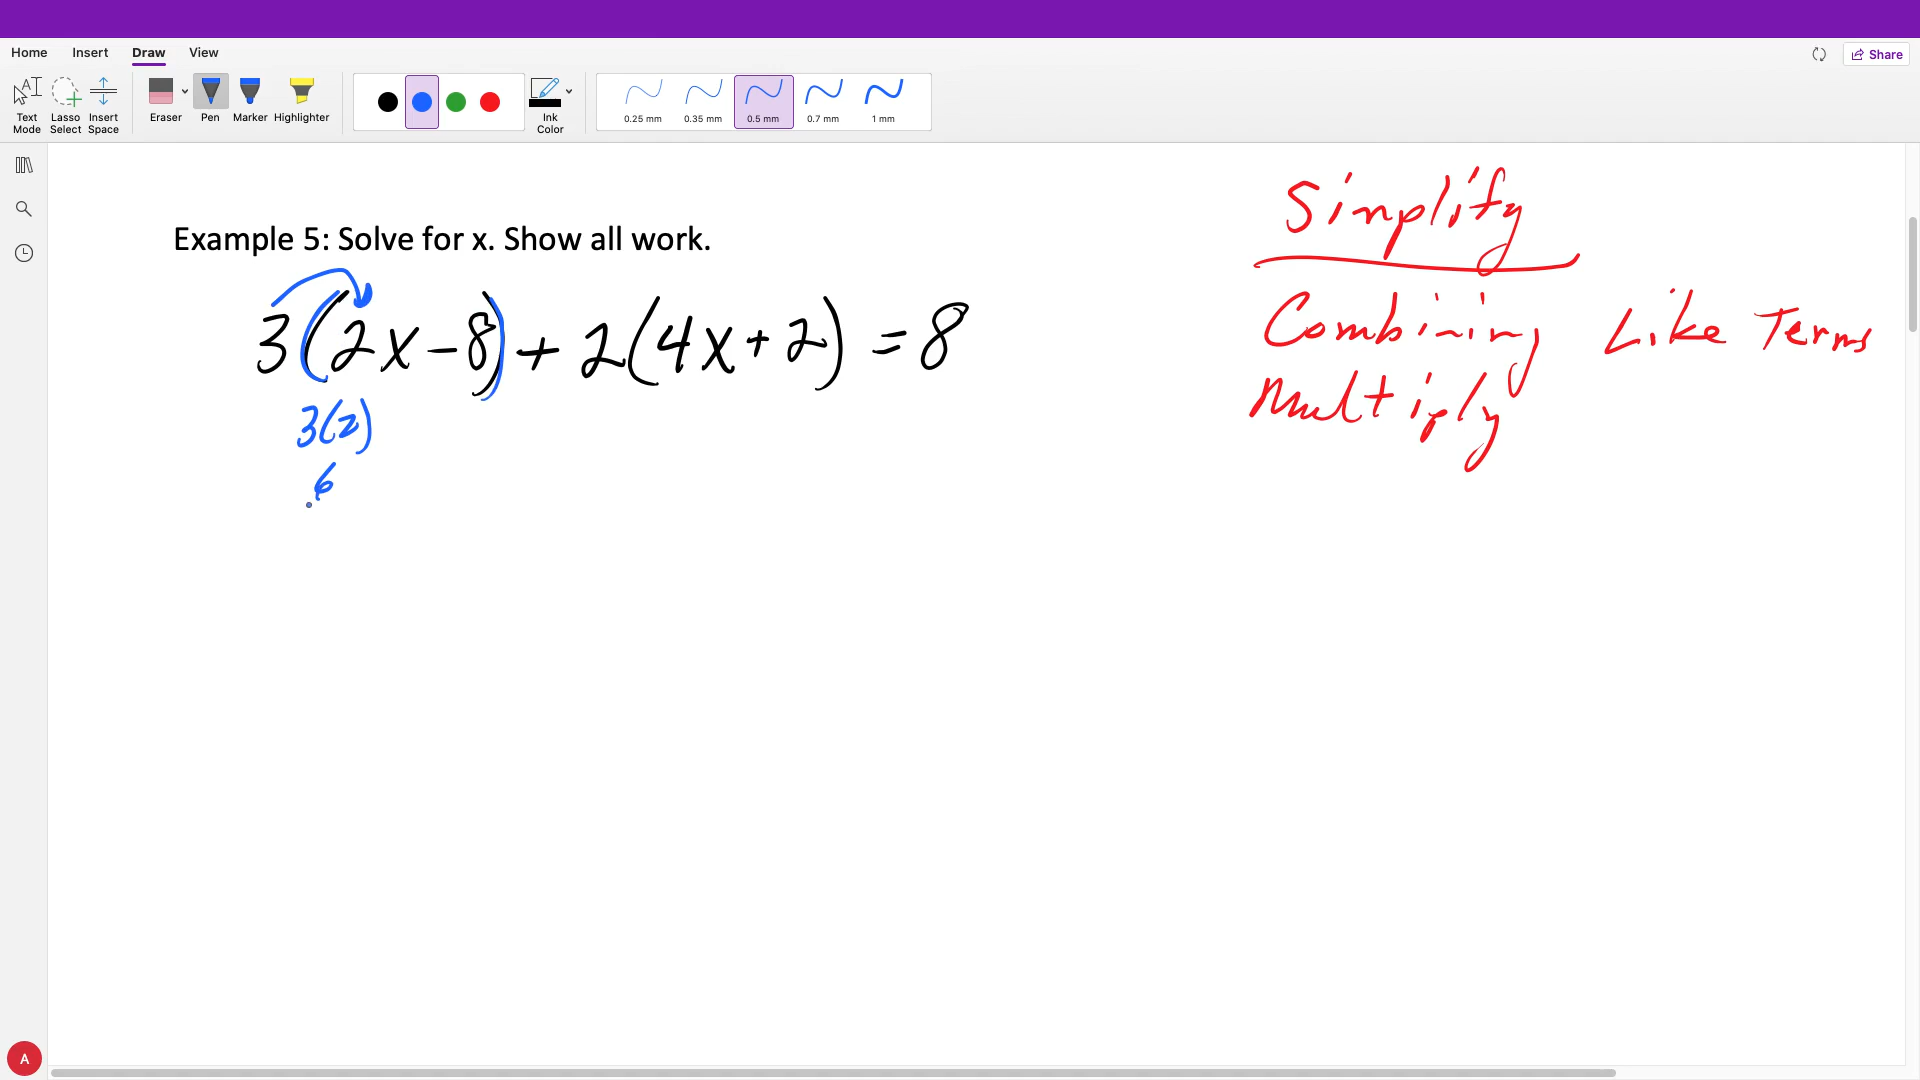 Home Insert Draw View
Share
Text Mode Lasso Select Insert Space Eraser Pen Marker Highlighter Ink Color 0.25 mm 0.35 mm 0.5 mm 0.7 mm 1 mm
Simplify
Example 5: Solve for x. Show all work.
3(2x-8)+2(4x+2)=8
Combining Like Terms
Multiply
3(2)
6
A